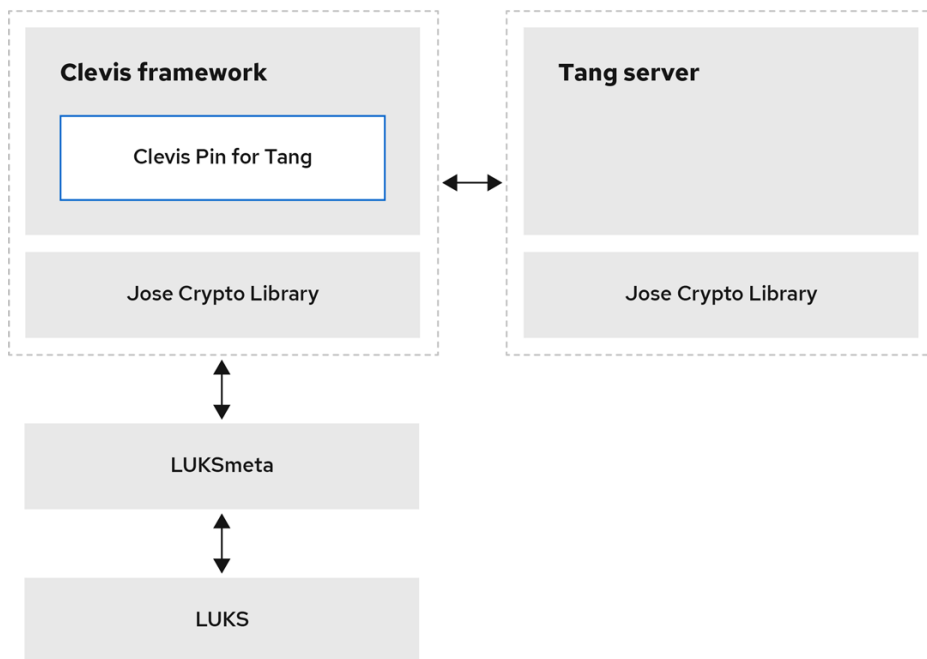 Clevis framework
Clevis Pin for Tang
Jose Crypto Library
Tang server
Jose Crypto Library
LUKSmeta
LUKS